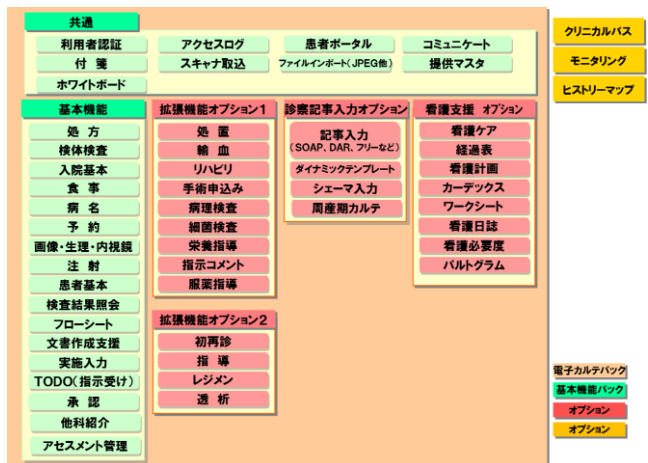 共通
利用者認証
アクセスログ
患者ポータル
コミュニケート
付 箋
スキャナ取込
ファイルインポート(JPEG他)
提供マスタ
ホワイトボード
クリニカルパス
モニタリング
ヒストリーマップ
基本機能
処 方
検体検査
入院基本
食 事
病 名
予 約
画像・生理・内視鏡
注 射
患者基本
検査結果照会
フローシート
文書作成支援
実施入力
TODO(指示受け)
承 認
他科紹介
アセスメント管理
拡張機能オプション1
処 置
輸 血
リハビリ
手術申込み
病理検査
細菌検査
栄養指導
指示コメント
服薬指導
拡張機能オプション2
初再診
指 導
レジメン
透 析
診察記事入力オプション
記事入力
(SOAP、DAR、フリーなど)
ダイナミックテンプレート
シェーマ入力
周産期カルテ
看護支援 オプション
看護ケア
経過表
看護計画
カーデックス
ワークシート
看護日誌
看護必要度
パルトグラム
電子カルテパック
基本機能パック
オプション
オプション